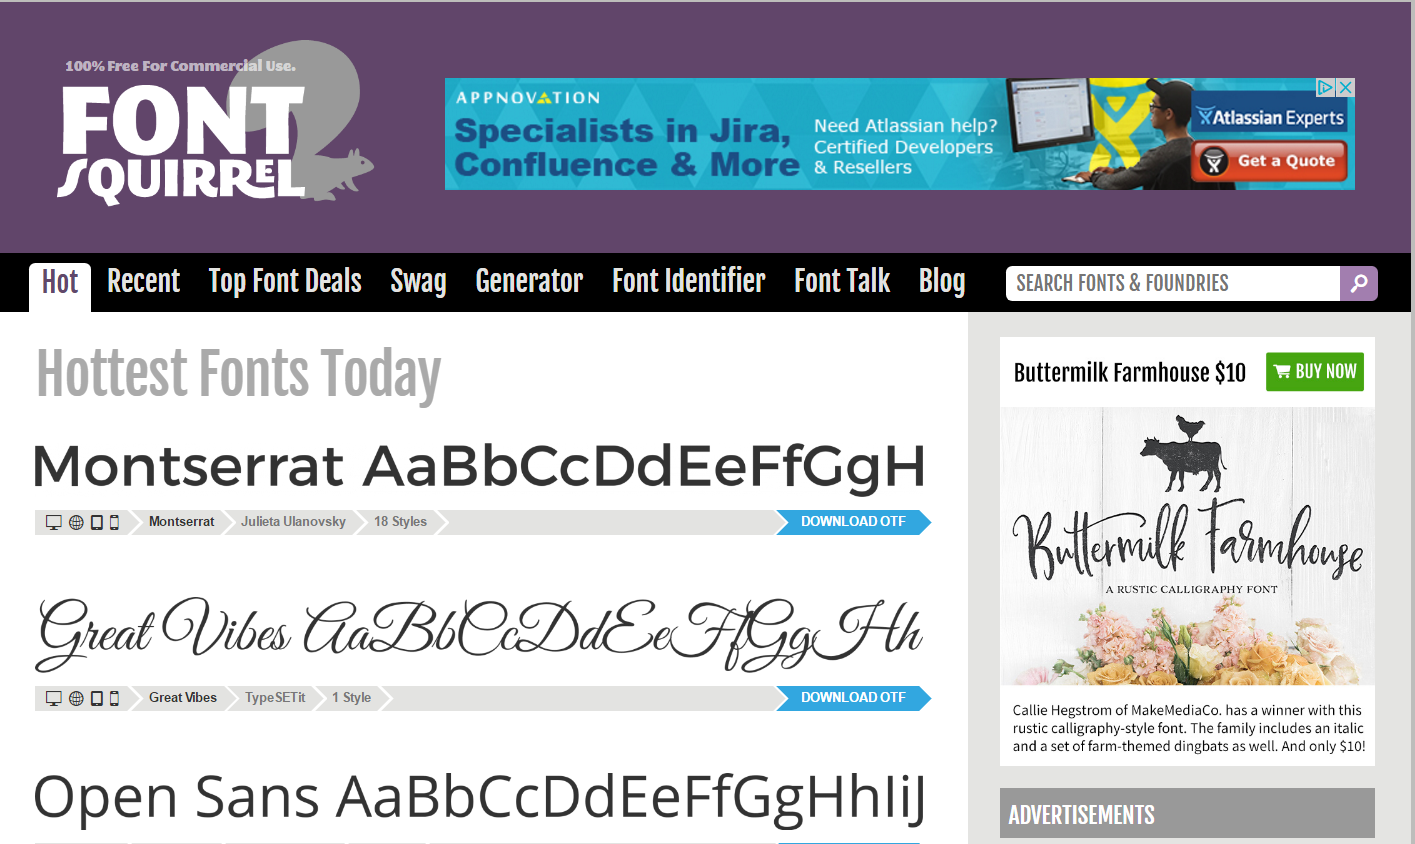 100% Free For Commercial Use.
FONT
SQUIRREL
APPNOVATION
Specialists in Jira,
Confluence & More
Need Atlassian help?
Certified Developers
& Resellers
Atlassian Experts
Get a Quote
Hot Recent Top Font Deals Swag Generator Font Identifier Font Talk Blog
SEARCH FONTS & FOUNDRIES
Hottest Fonts Today
Montserrat AaBbCcDdEeFfGgH
Montserrat Julieta Ulanovsky 18 Styles DOWNLOAD OTF
Great Vibes AaBbCcDdEeFfGgHh
Great Vibes TypeSETit 1 Style DOWNLOAD OTF
Open Sans AaBbCcDdEeFfGgHhIiJ
Buttermilk Farmhouse $10
BUY NOW
Buttermilk Farmhouse
A RUSTIC CALLIGRAPHY FONT
Callie Hegstrom of MakeMediaCo. has a winner with this
rustic calligraphy-style font. The family includes an italic
and a set of farm-themed dingbats as well. And only $10!
ADVERTISEMENTS